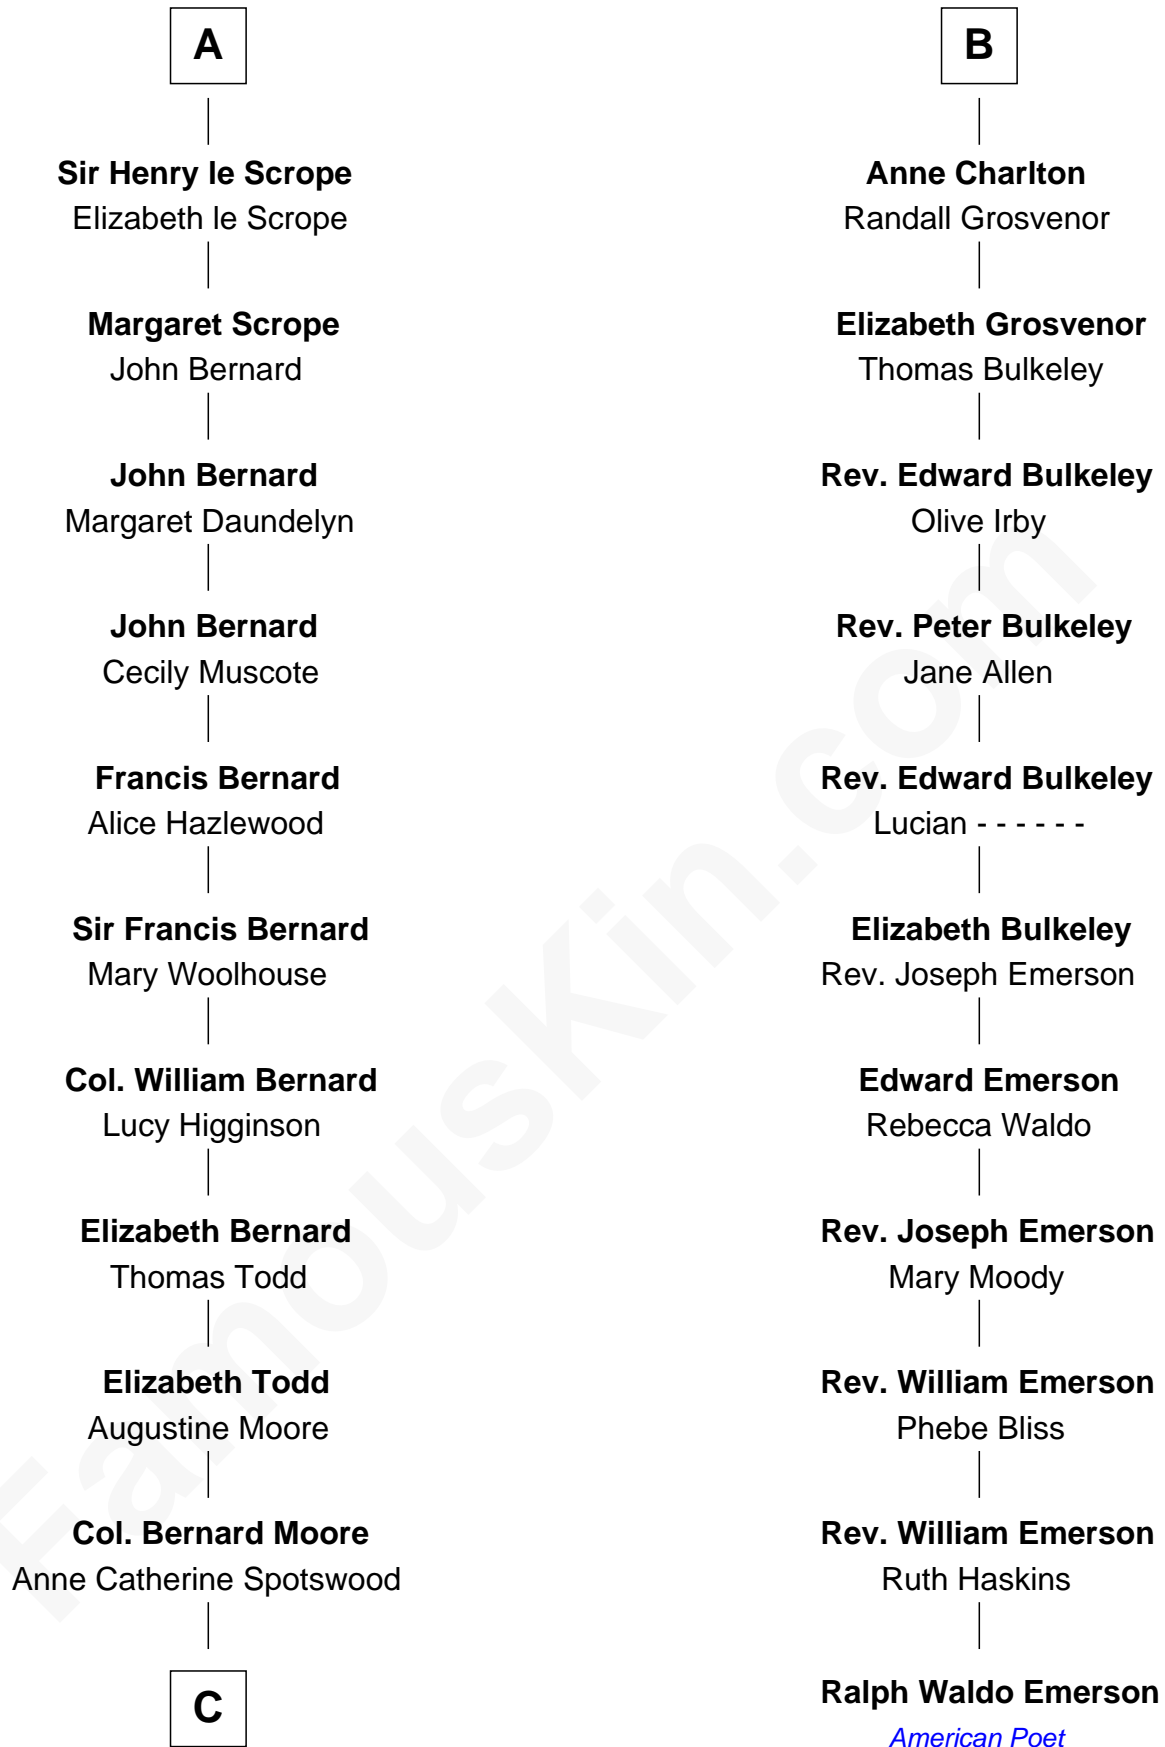 A
Sir Henry le Scrope
Elizabeth le Scrope
Margaret Scrope
John Bernard
John Bernard
Margaret Daundelyn
John Bernard
Cecily Muscote
Francis Bernard
Alice Hazlewood
Sir Francis Bernard
Mary Woolhouse
Col. William Bernard
Lucy Higginson
Elizabeth Bernard
Thomas Todd
Elizabeth Todd
Augustine Moore
Col. Bernard Moore
Anne Catherine Spotswood
C
B
Anne Charlton
Randall Grosvenor
Elizabeth Grosvenor
Thomas Bulkeley
Rev. Edward Bulkeley
Olive Irby
Rev. Peter Bulkeley
Jane Allen
Rev. Edward Bulkeley
Lucian - - - - - -
Elizabeth Bulkeley
Rev. Joseph Emerson
Edward Emerson
Rebecca Waldo
Rev. Joseph Emerson
Mary Moody
Rev. William Emerson
Phebe Bliss
Rev. William Emerson
Ruth Haskins
Ralph Waldo Emerson
American Poet
FamousKin.com